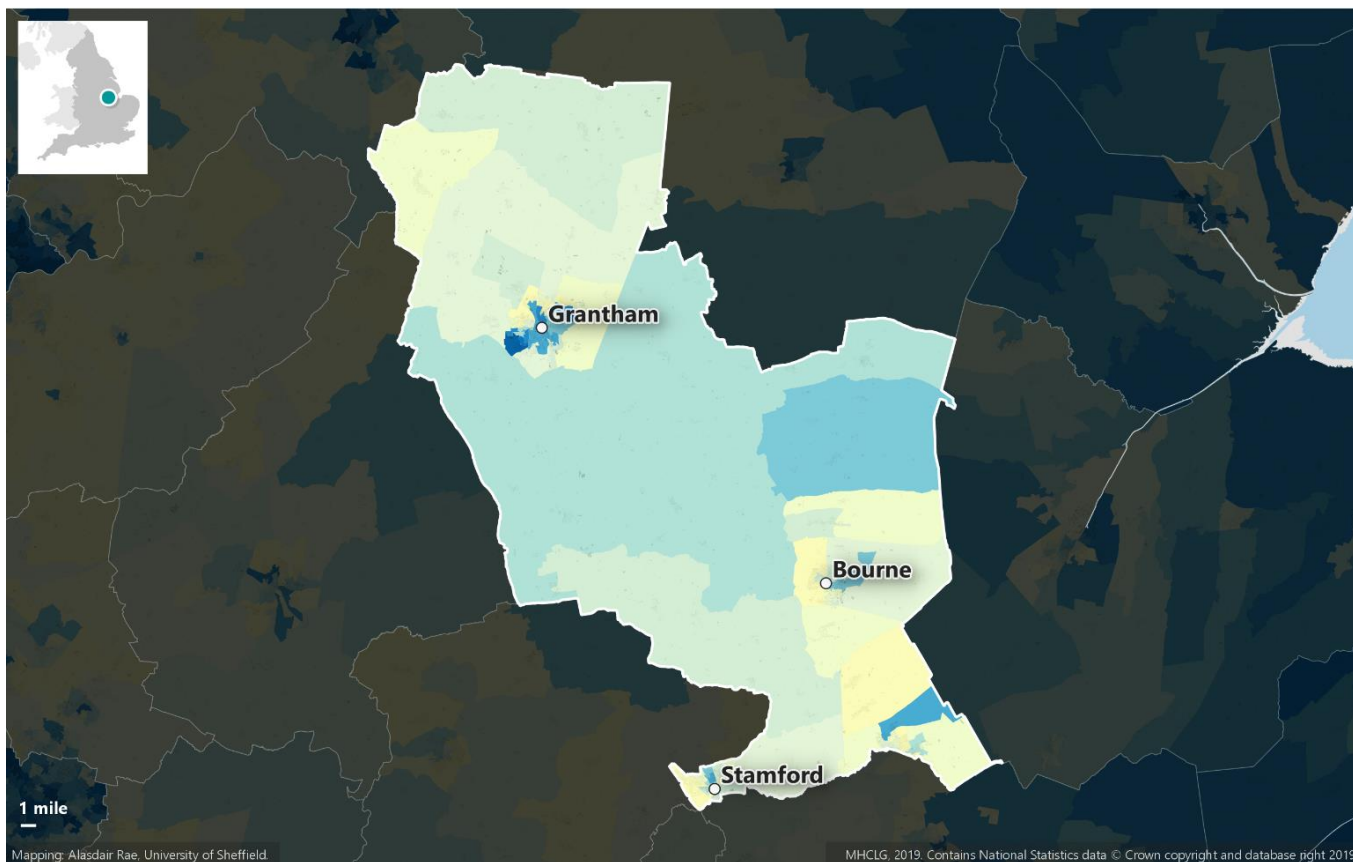 Grantham
Bourne
Stamford
1 mile
Mapping: Alasdair Rae, University of Sheffield.
MHCLG, 2019. Contains National Statistics data © Crown copyright and database right 2019